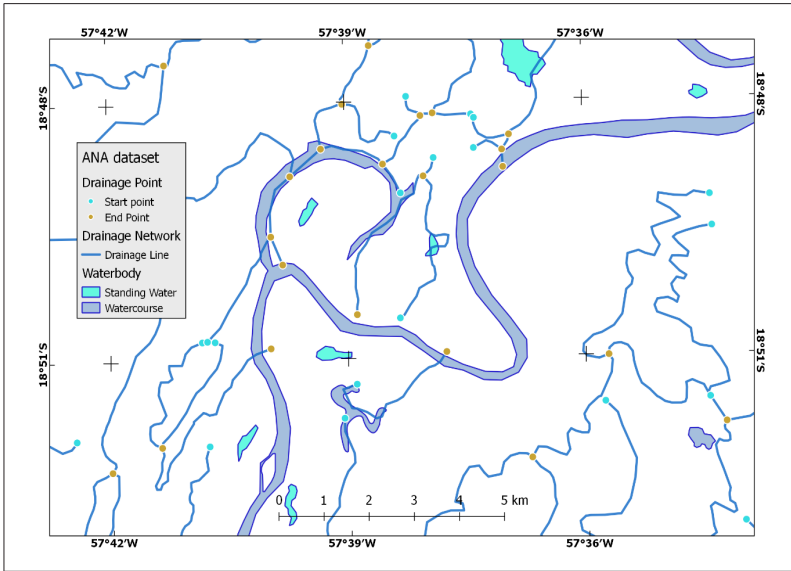 57°42'W 57°39'W 57°36'W
18°48'S
18°48'S
ANA dataset
Drainage Point
Start point
End Point
Drainage Network
Drainage Line
Waterbody
Standing Water
Watercourse
18°51'S
18°51'S
0 1 2 3 4 5 km
57°42'W 57°39'W 57°36'W